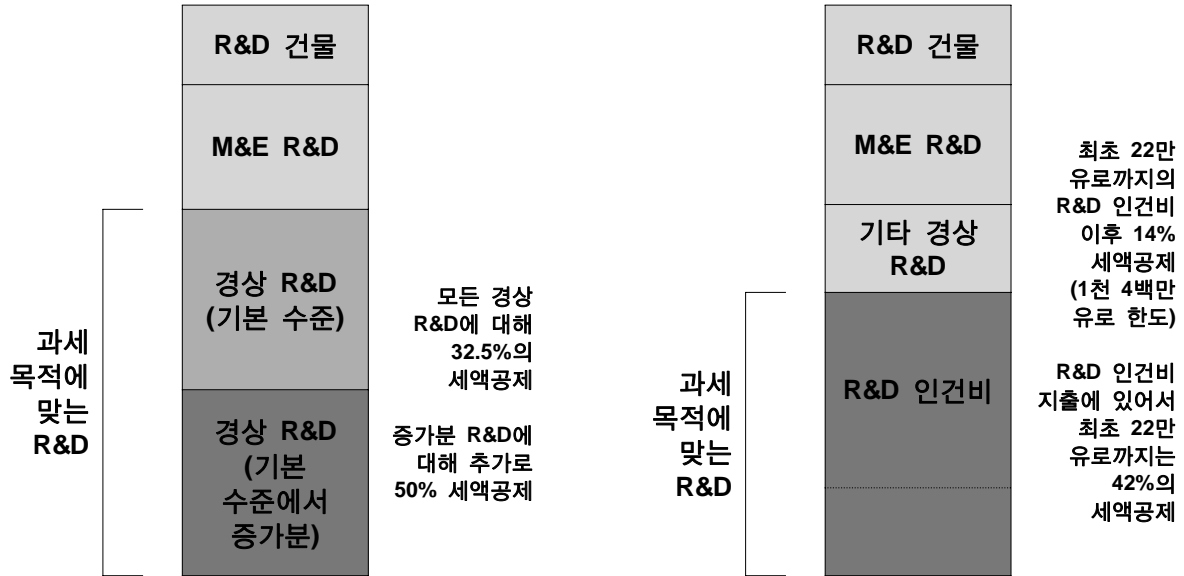 R&D 건물
M&E R&D
경상 R&D
(기본 수준)
경상 R&D
(기본
수준에서
증가분)
과세
목적에
맞는
R&D
모든 경상
R&D에 대해
32.5%의
세액공제
증가분 R&D에
대해 추가로
50% 세액공제
R&D 건물
M&E R&D
기타 경상
R&D
R&D 인건비
과세
목적에
맞는
R&D
최초 22만
유로까지의
R&D 인건비
이후 14%
세액공제
(1천 4백만
유로 한도)
R&D 인건비
지출에 있어서
최초 22만
유로까지는
42%의
세액공제